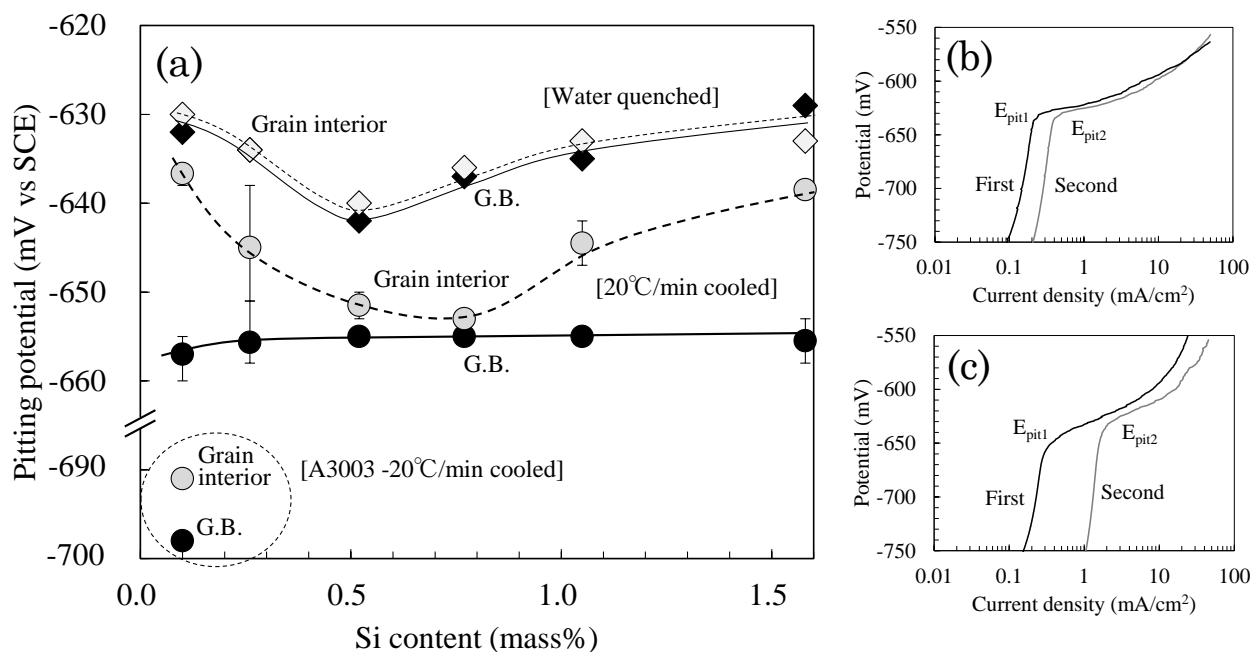 (a)
Pitting potential (mV vs SCE)
-620
-630
-640
-650
-660
-690
-700
[Water quenched]
Grain interior
G.B.
Grain interior
[20℃/min cooled]
G.B.
Grain
interior
[A3003 -20℃/min cooled]
G.B.
0.0
0.5
1.0
1.5
Si content (mass%)
(b)
Potential (mV)
-550
-600
-650
-700
-750
Epit1
Epit2
First
Second
0.01
0.1
1
10
100
Current density (mA/cm2)
(c)
Potential (mV)
-550
-600
-650
-700
-750
Epit1
Epit2
First
Second
0.01
0.1
1
10
100
Current density (mA/cm2)